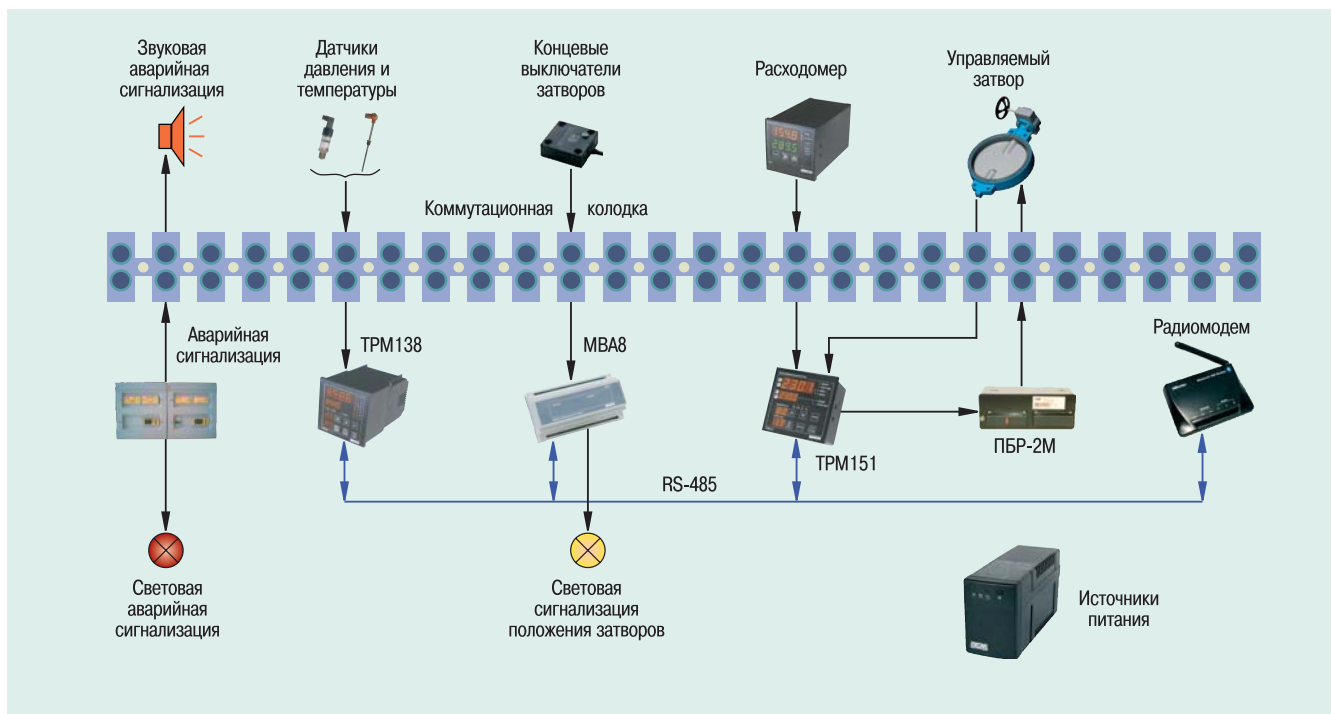 Звуковая
аварийная
сигнализация
Датчики
давления и
температуры
Концевые
выключатели
затворов
Расходомер
Управляемый
затвор
Коммутационная колодка
Аварийная
сигнализация
ТРМ138
МВА8
ТРМ151
ПБР-2М
Радиомодем
RS-485
Световая
аварийная
сигнализация
Световая
сигнализация
положения затворов
Источники
питания